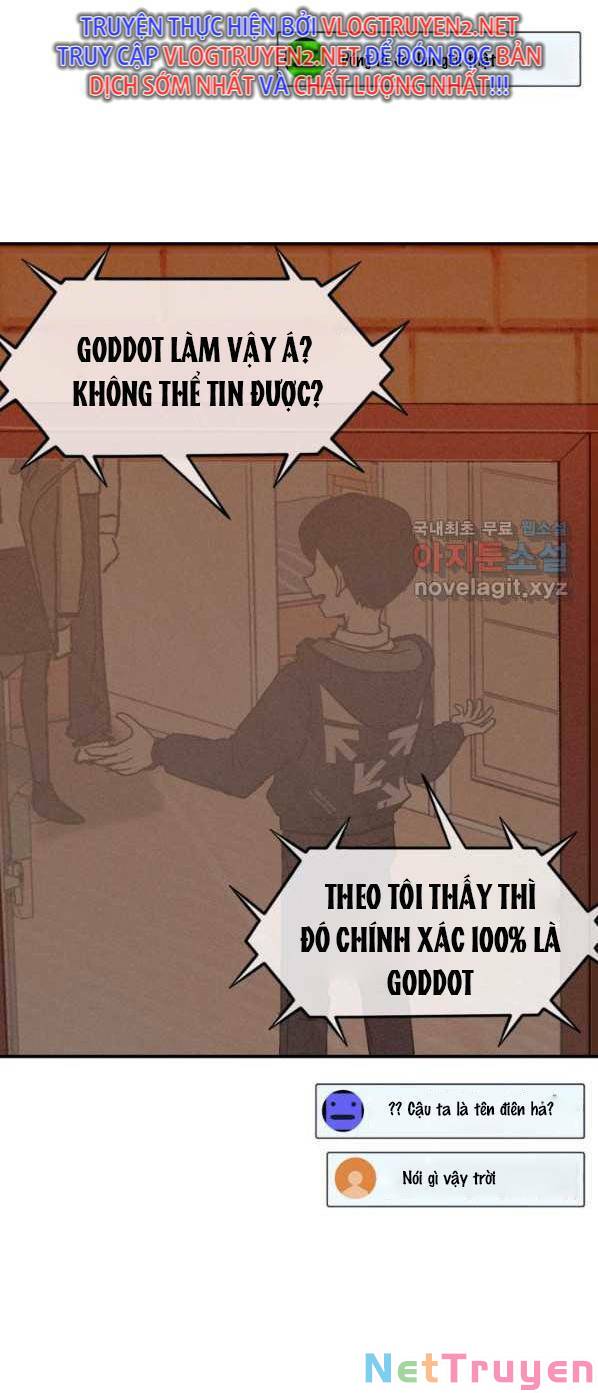 TRUYỆN THỰC HIỆN BỞI VLOGTRUYEN2.NET
TRUY CẬP VLOGTRUYEN2.NET ĐỂ ĐÓN ĐỌC BẢN
DỊCH SỚM NHẤT VÀ CHẤT LƯỢNG NHẤT!!!
GODDOT LÀM VẬY Á?
KHÔNG THỂ TIN ĐƯỢC?
국내최초 무료 웹소설
아지툰소설
novelagit.xyz
THEO TÔI THẤY THÌ
ĐÓ CHÍNH XÁC 100% LÀ
GODDOT
?? Cậu ta là tên điên hả?
Nói gì vậy trời
NetTruyen